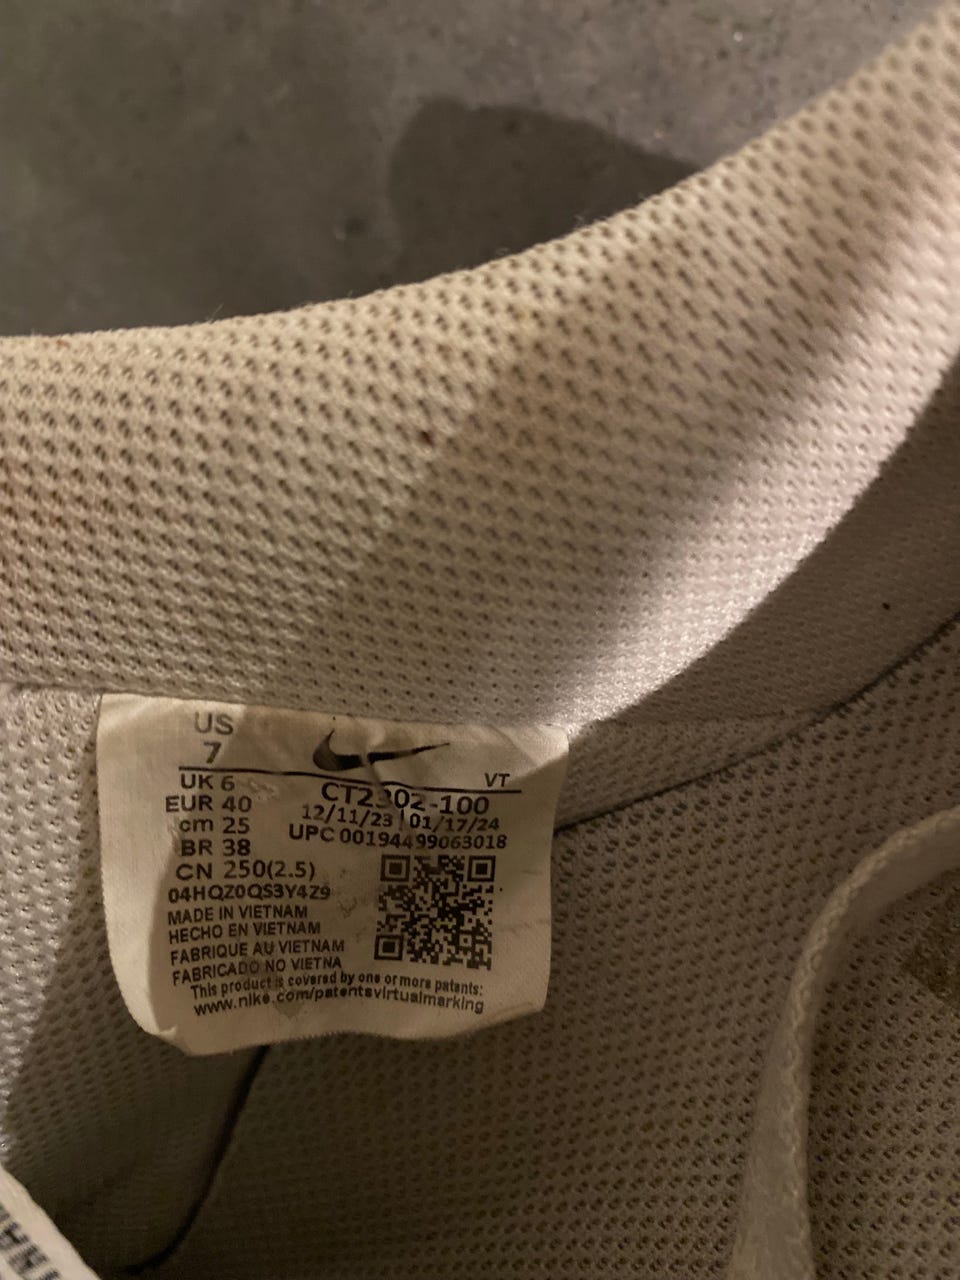 US
7
VT
UK 6
CT2302-100
EUR 40
12/11/23 | 01/17/24
cm 25
UPC 00194499063018
BR 38
CN 250(2.5)
04HQZ0QS3Y4Z9
MADE IN VIETNAM
HECHO EN VIETNAM
FABRIQUE AU VIETNAM
FABRICADO NO VIETNA
This product is covered by one or more patents:
www.nike.com/patentsvirtualmarking